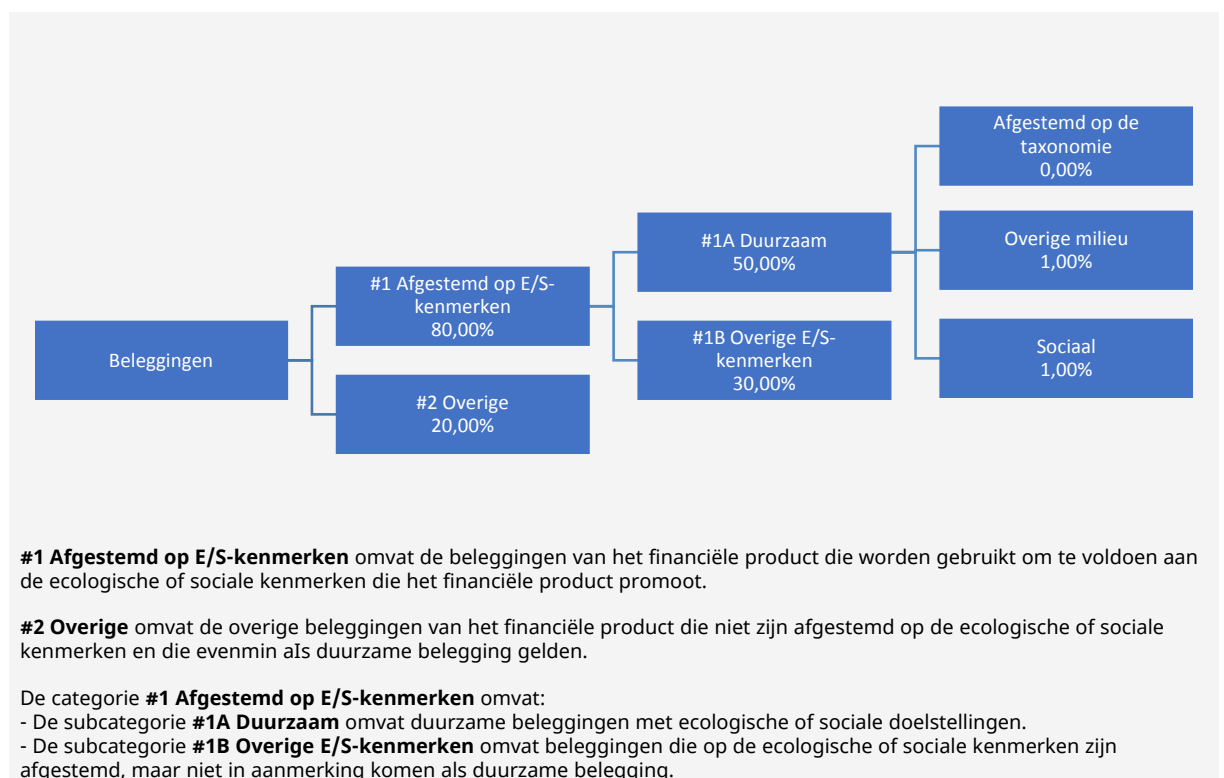 Beleggingen
#1 Afgestemd op E/S-
kenmerken
80,00%
#2 Overige
20,00%
#1A Duurzaam
50,00%
#1B Overige E/S-
kenmerken
30,00%
Afgestemd op de
taxonomie
0,00%
Overige milieu
1,00%
Sociaal
1,00%
#1 Afgestemd op E/S-kenmerken omvat de beleggingen van het financiële product die worden gebruikt om te voldoen aan
de ecologische of sociale kenmerken die het financiële product promoot.
#2 Overige omvat de overige beleggingen van het financiële product die niet zijn afgestemd op de ecologische of sociale
kenmerken en die evenmin aIs duurzame belegging gelden.
De categorie #1 Afgestemd op E/S-kenmerken omvat:
- De subcategorie #1A Duurzaam omvat duurzame beleggingen met ecologische of sociale doelstellingen.
- De subcategorie #1B Overige E/S-kenmerken omvat beleggingen die op de ecologische of sociale kenmerken zijn
afgestemd, maar niet in aanmerking komen als duurzame belegging.